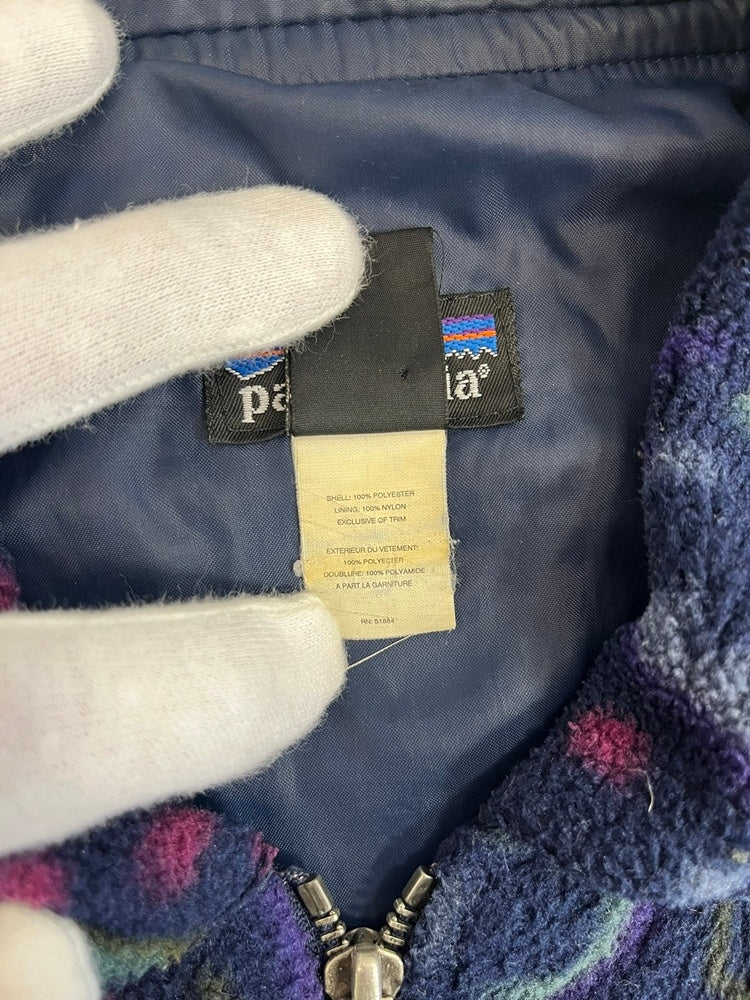 pa
ia®
SHELL: 100% POLYESTER
LINING: 100% NYLON
EXCLUSIVE OF TRIM
EXTERIEUR DU VETEMENT:
100% POLYECTER
DOUBLURE: 100% POLYAMIDE
A PART LA GARNITURE
RN: 51884